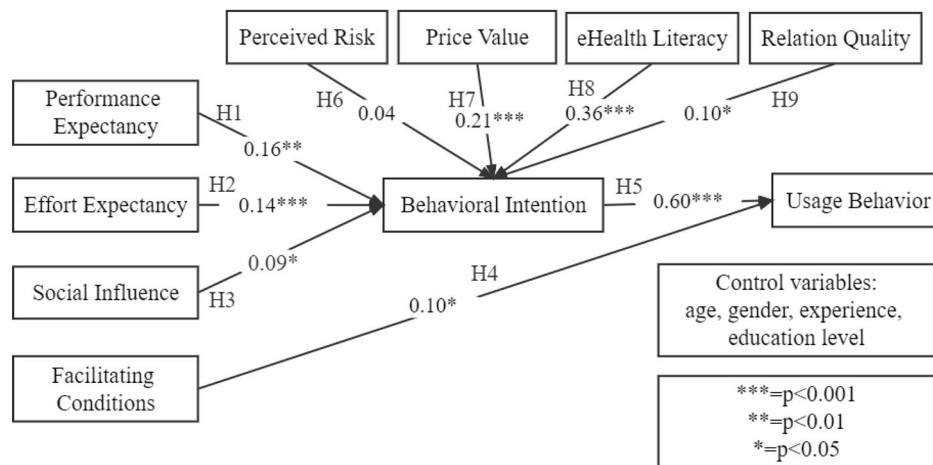 Perceived Risk
Price Value
eHealth Literacy
Relation Quality
Performance
Expectancy
H1
0.16**
H6
0.04
H7
0.21***
H8
0.36***
0.10*
H9
Effort Expectancy
H2
0.14***
Behavioral Intention
H5
0.60***
Usage Behavior
Social Influence
0.09*
H3
H4
0.10*
Facilitating
Conditions
Control variables:
age, gender, experience,
education level
***=p<0.001
**=p<0.01
*=p<0.05